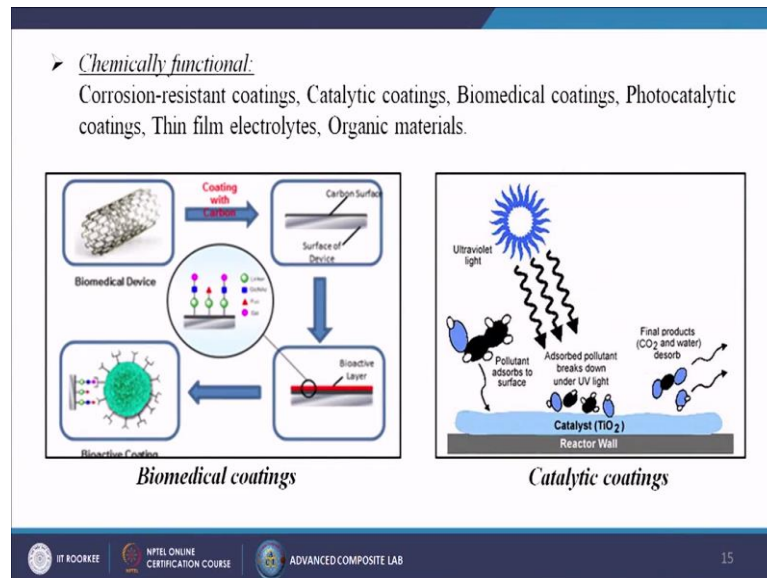 ➤ Chemically functional:
Corrosion-resistant coatings, Catalytic coatings, Biomedical coatings, Photocatalytic
coatings, Thin film electrolytes, Organic materials.
Coating
with
Carbon
Biomedical Device
Carbon Surface
Surface of
Device
Linker
Bioactive
Layer
Bioactive Coating
Biomedical coatings
Ultraviolet
light
Pollutant
adsorbs to
surface
Adsorbed pollutant
breaks down
under UV light
Final products
(CO2 and water)
desorb
Catalyst (TiO2)
Reactor Wall
Catalytic coatings
IIT ROORKEE
NPTEL ONLINE
CERTIFICATION COURSE
ADVANCED COMPOSITE LAB
15